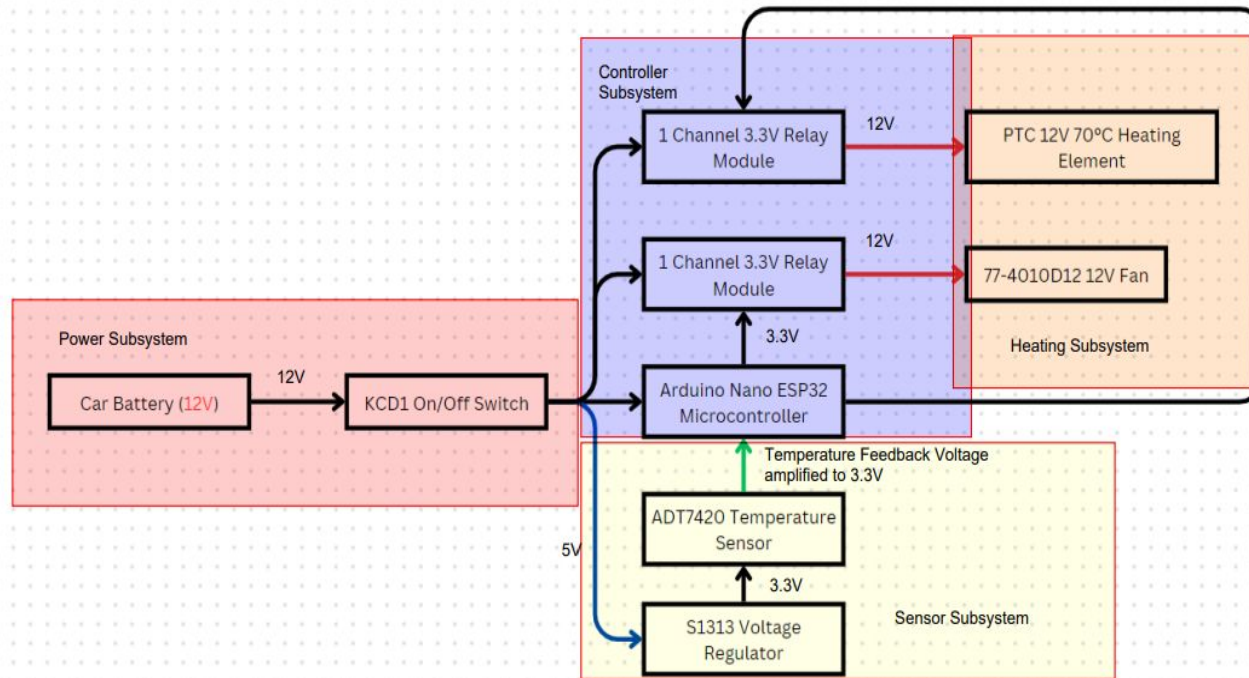 Controller
Subsystem
1 Channel 3.3V Relay
Module
12V
PTC 12V 70ºC Heating
Element
1 Channel 3.3V Relay
Module
12V
77-4010D12 12V Fan
Heating Subsystem
Power Subsystem
Car Battery (12V)
12V
KCD1 On/Off Switch
3.3V
Arduino Nano ESP32
Microcontroller
Temperature Feedback Voltage
amplified to 3.3V
ADT7420 Temperature
Sensor
5V
3.3V
S1313 Voltage
Regulator
Sensor Subsystem